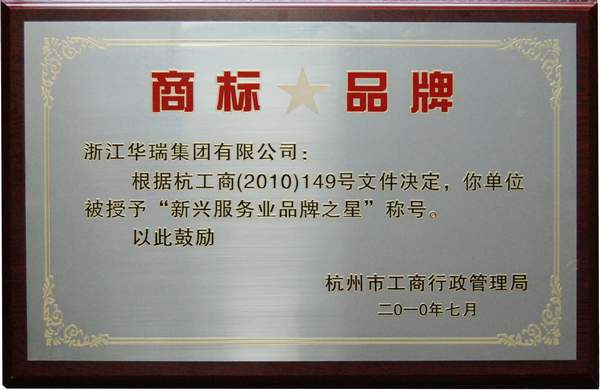 商标★品牌
浙江华瑞集团有限公司：
根据杭工商(2010)149号文件决定，你单位
被授予“新兴服务业品牌之星”称号。
以此鼓励
杭州市工商行政管理局
二0一0年七月